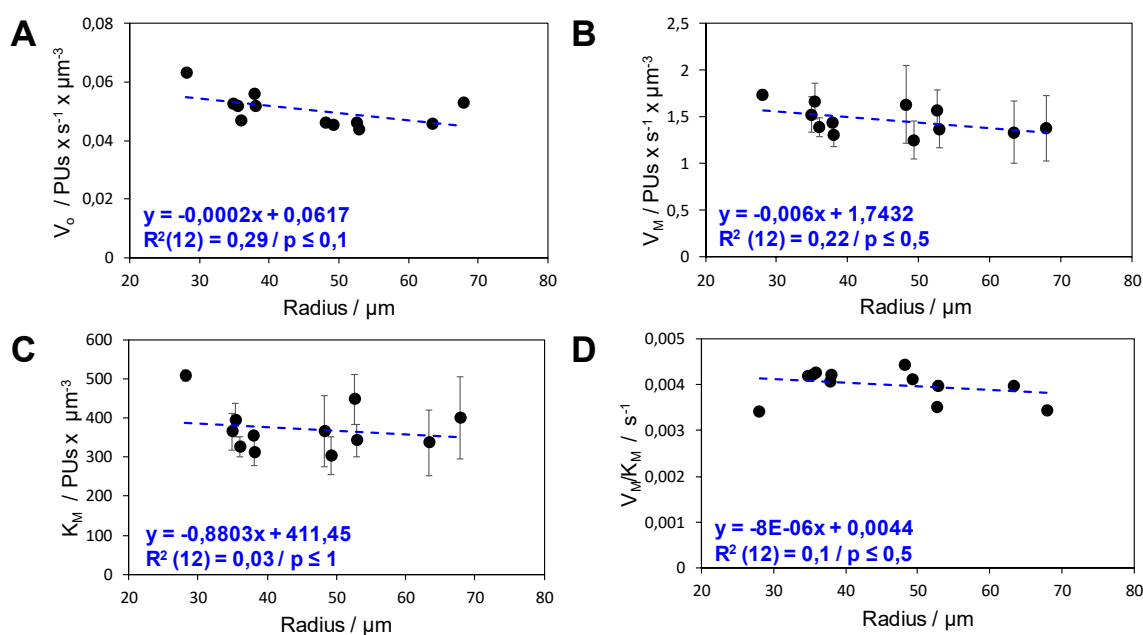 A
V₀ / PUs x s⁻¹ x µm⁻³
0,08
0,06
0,04
0,02
0
y = -0,0002x + 0,0617
R²(12) = 0,29 / p ≤ 0,1
20 30 40 50 60 70 80
Radius / µm
B
V_M / PUs x s⁻¹ x µm⁻³
2,5
2
1,5
1
0,5
0
y = -0,006x + 1,7432
R² (12) = 0,22 / p ≤ 0,5
20 30 40 50 60 70 80
Radius / µm
C
K_M / PUs x µm⁻³
600
500
400
300
200
100
0
y = -0,8803x + 411,45
R² (12) = 0,03 / p ≤ 1
20 30 40 50 60 70 80
Radius / µm
D
V_M/K_M / s⁻¹
0,005
0,004
0,003
0,002
0,001
0
y = -8E-06x + 0,0044
R² (12) = 0,1 / p ≤ 0,5
20 30 40 50 60 70 80
Radius / µm